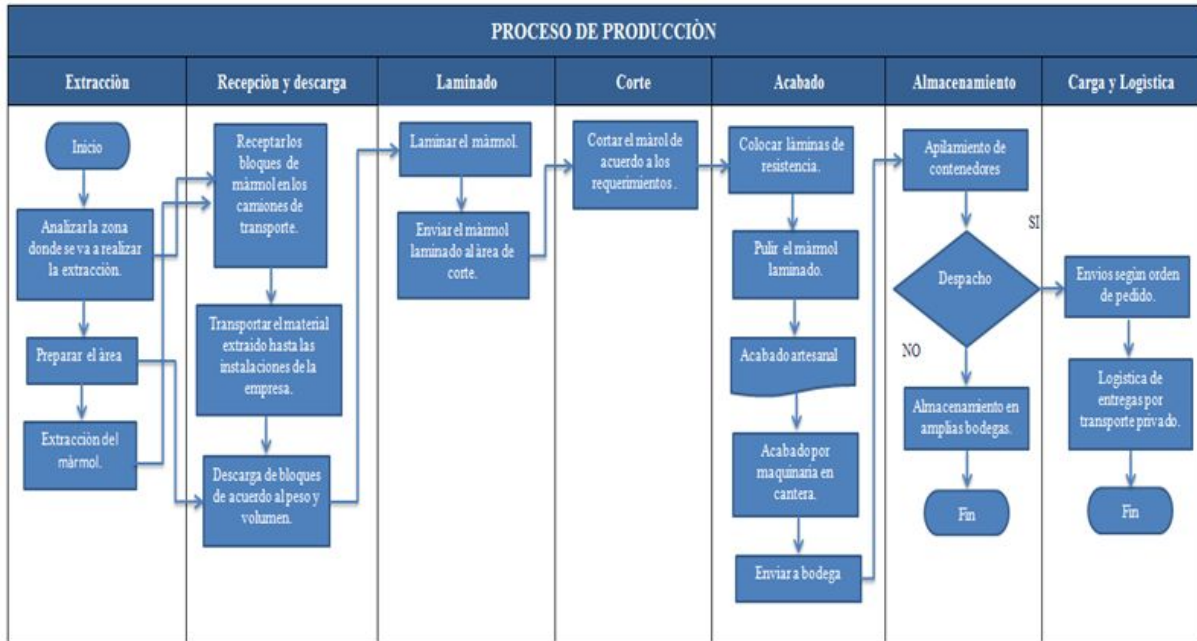 PROCESO DE PRODUCCIÒN
Extracciòn
Recepciòn y descarga
Laminado
Corte
Acabado
Almacenamiento
Carga y Logìstica
Inicio
Analizar la zona
donde se va a realizar
la extracciòn.
Preparar el àrea
Extracciòn del
màrmol.
Receptar los
bloques de
màrmol en los
camiones de
transporte.
Transportar el material
extraido hasta las
instalaciones de la
empresa.
Descarga de bloques
de acuerdo al peso y
volumen.
Laminar el màrmol.
Enviar el màrmol
laminado al àrea de
corte.
Cortar el màrol de
acuerdo a los
requerimientos .
Colocar làminas de
resistencia.
Pulir el màrmol
laminado.
Acabado artesanal
Acabado por
maquinaria en
cantera.
Enviar a bodega
Apilamiento de
contenedores
SI
Despacho
NO
Almacenamiento en
amplias bodegas.
Fin
Envios según orden
de pedido.
Logìstica de
entregas por
transporte privado.
Fin